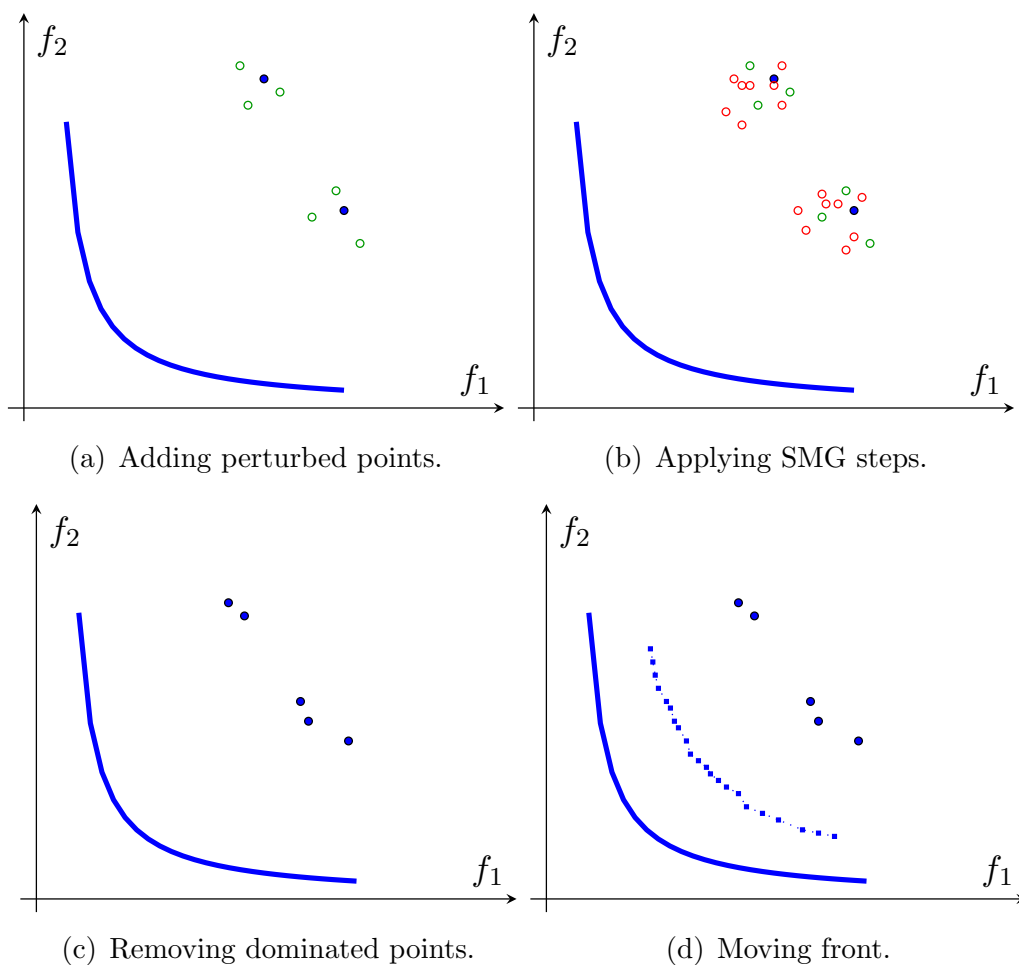 f₂
f₁
(a) Adding perturbed points.
f₂
f₁
(b) Applying SMG steps.
f₂
f₁
(c) Removing dominated points.
f₂
f₁
(d) Moving front.